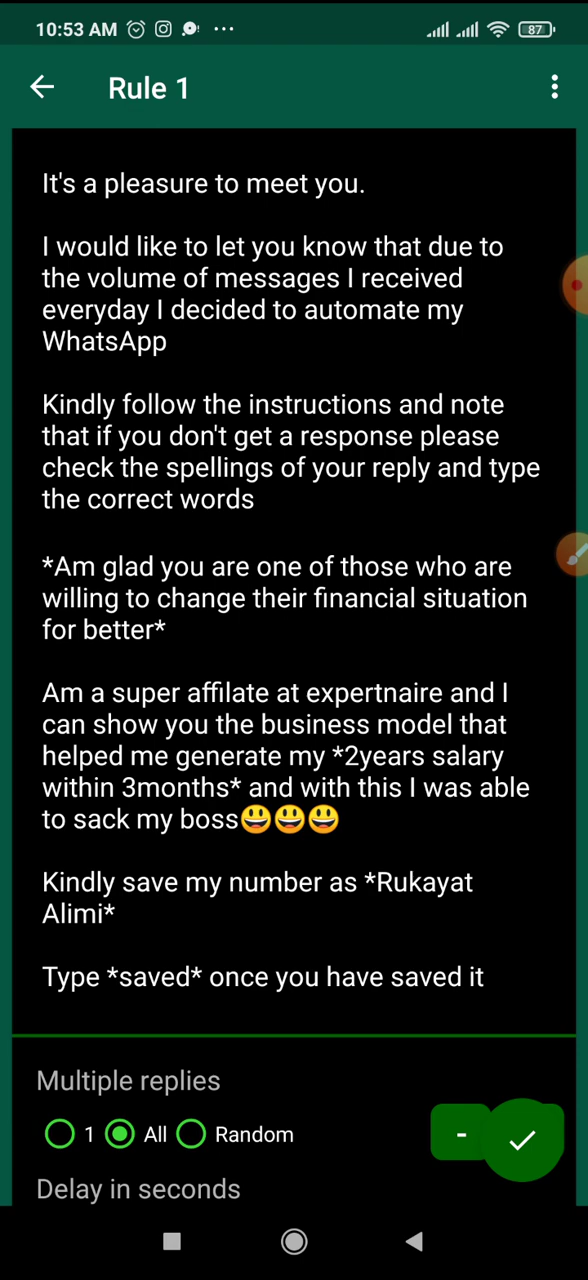 10:53 AM ...
87
Rule 1
It's a pleasure to meet you.
I would like to let you know that due to
the volume of messages I received
everyday I decided to automate my
WhatsApp
Kindly follow the instructions and note
that if you don't get a response please
check the spellings of your reply and type
the correct words
*Am glad you are one of those who are
willing to change their financial situation
for better*
Am a super affilate at expertnaire and I
can show you the business model that
helped me generate my *2years salary
within 3months* and with this I was able
to sack my boss😃😃😃
Kindly save my number as *Rukayat
Alimi*
Type *saved* once you have saved it
Multiple replies
1 All Random -
Delay in seconds